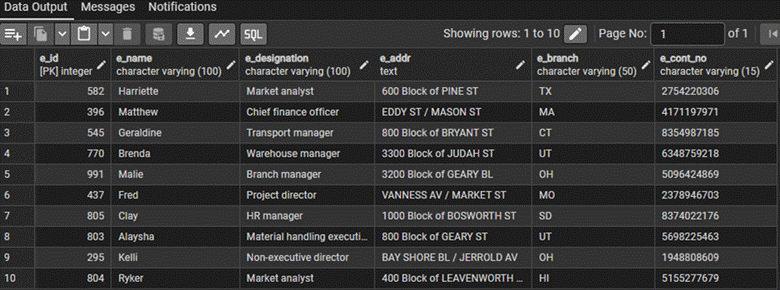 Data Output Messages Notifications
SQL Showing rows: 1 to 10 Page No: 1 of 1
e_id e_name e_designation e_addr e_branch e_cont_no
[PK] integer character varying (100) character varying (100) text character varying (50) character varying (15)
1 582 Harriette Market analyst 600 Block of PINE ST TX 2754220306
2 396 Matthew Chief finance officer EDDY ST / MASON ST MA 4171197971
3 545 Geraldine Transport manager 800 Block of BRYANT ST CT 8354987185
4 770 Brenda Warehouse manager 3300 Block of JUDAH ST UT 6348759218
5 991 Malie Branch manager 3200 Block of GEARY BL OH 5096424869
6 437 Fred Project director VANNESS AV / MARKET ST MO 2378946703
7 805 Clay HR manager 1000 Block of BOSWORTH ST SD 8374022176
8 803 Alaysha Material handling executi... 800 Block of GEARY ST UT 5698225463
9 295 Kelli Non-executive director BAY SHORE BL / JERROLD AV OH 1948808609
10 804 Ryker Market analyst 400 Block of LEAVENWORTH ... HI 5155277679